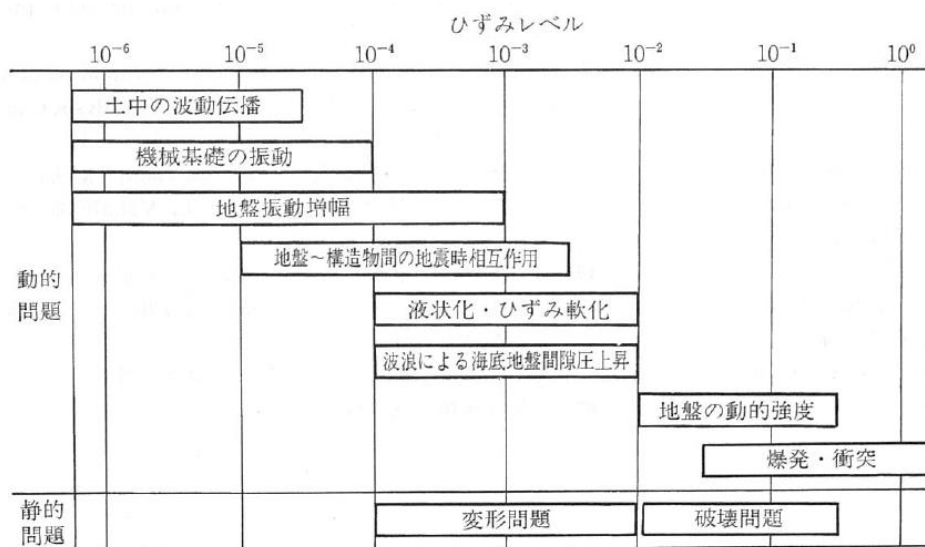 ひずみレベル
10⁻⁶ 10⁻⁵ 10⁻⁴ 10⁻³ 10⁻² 10⁻¹ 10⁰
土中の波動伝播
機械基礎の振動
地盤振動増幅
地盤～構造物間の地震時相互作用
動的
問題
液状化・ひずみ軟化
波浪による海底地盤間隙圧上昇
地盤の動的強度
爆発・衝突
静的
問題
変形問題
破壊問題